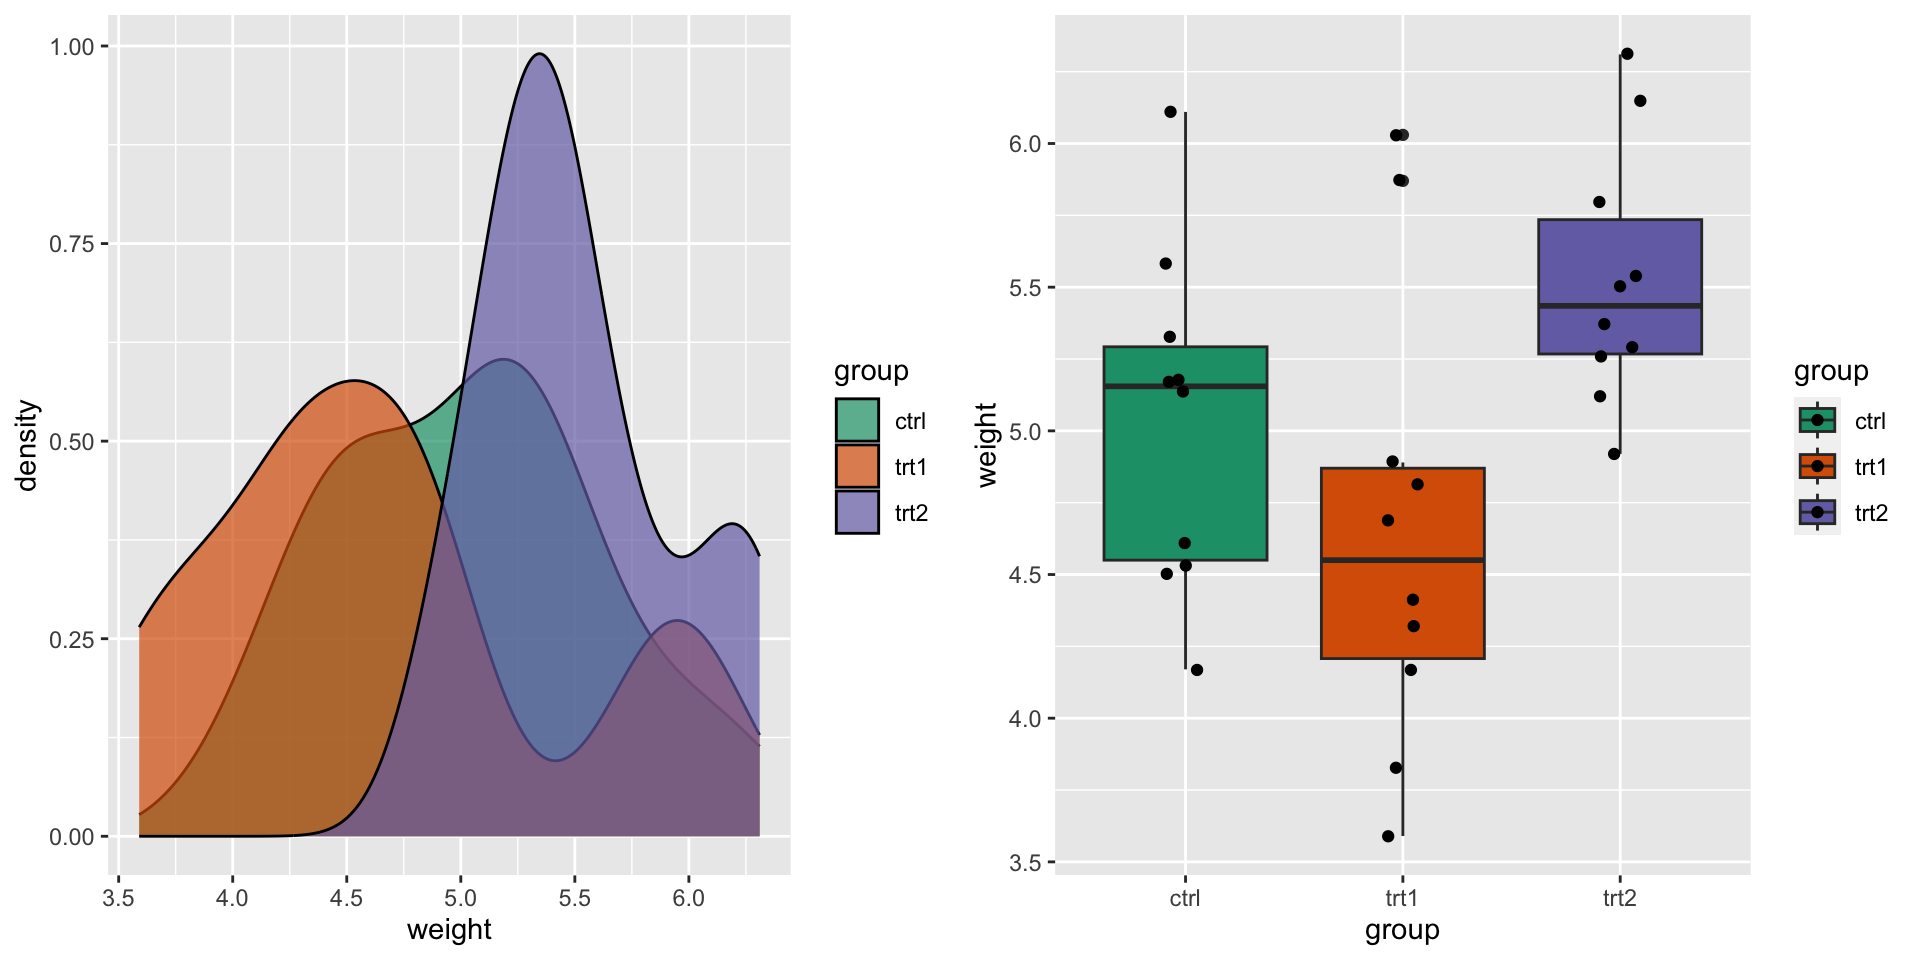 1.00
0.75
0.50
0.25
0.00
density
3.5 4.0 4.5 5.0 5.5 6.0
weight
group
ctrl
trt1
trt2
6.0
5.5
5.0
4.5
4.0
3.5
weight
ctrl trt1 trt2
group
group
ctrl
trt1
trt2